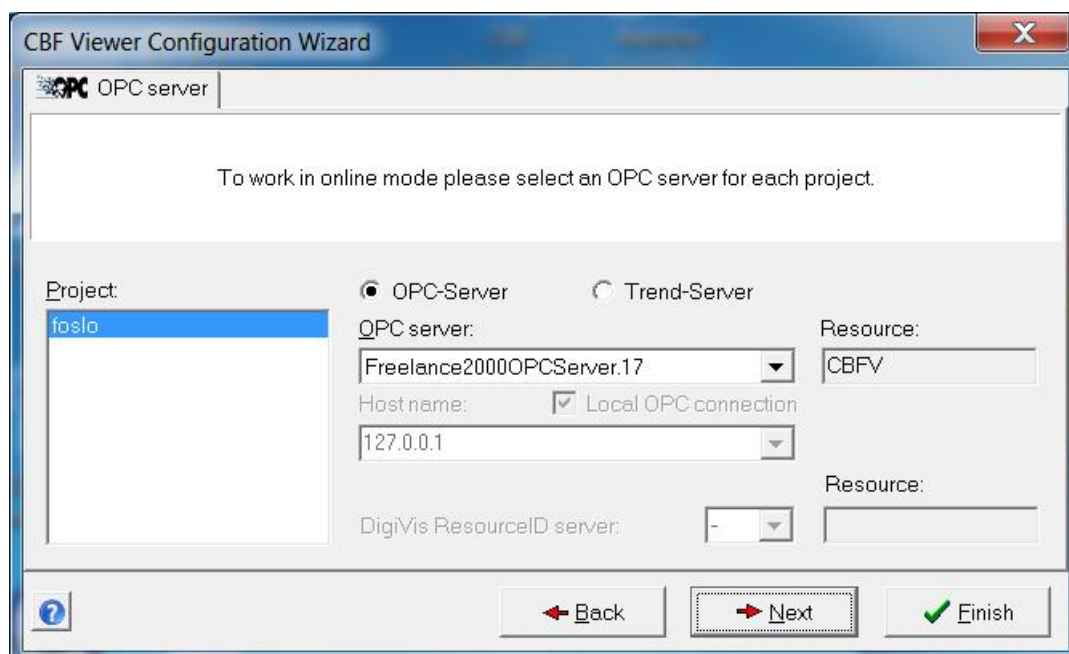 CBF Viewer Configuration Wizard
OPC OPC server
To work in online mode please select an OPC server for each project.
Project:
foslo
OPC-Server
Trend-Server
OPC server:
Resource:
Freelance2000OPCServer.17
CBFV
Host name:
Local OPC connection
127.0.0.1
Resource:
DigiVis ResourceID server:
-
Back
Next
Finish